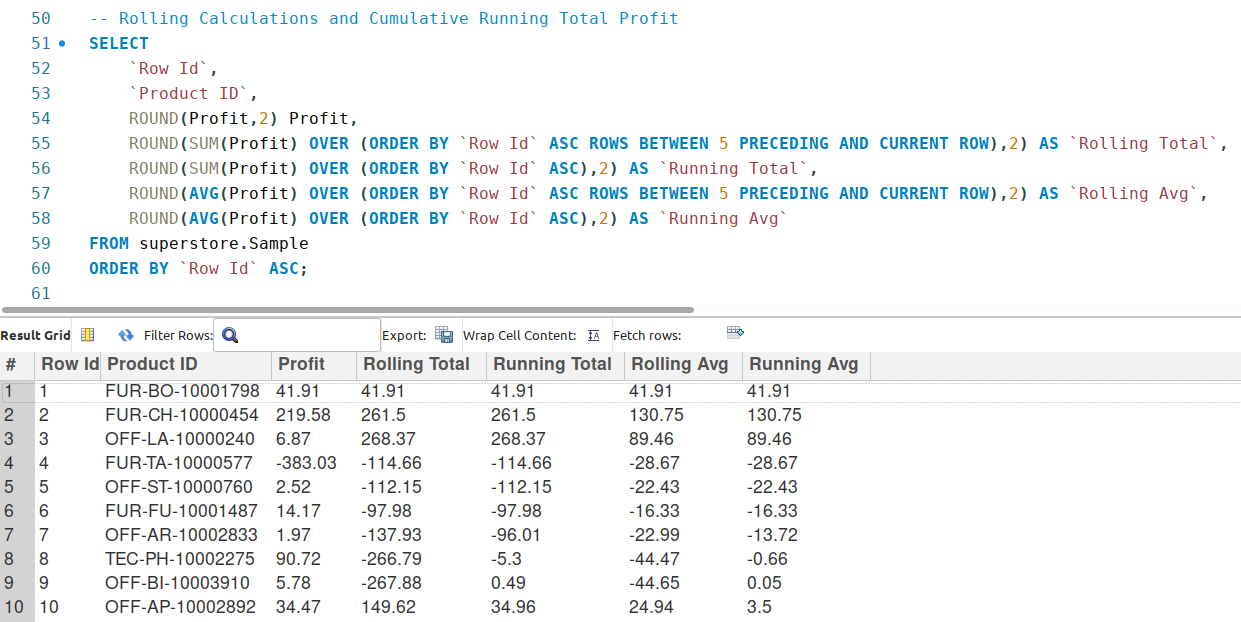 50 -- Rolling Calculations and Cumulative Running Total Profit
51 SELECT
52 `Row Id`,
53 `Product ID`,
54 ROUND(Profit,2) Profit,
55 ROUND(SUM(Profit) OVER (ORDER BY `Row Id` ASC ROWS BETWEEN 5 PRECEDING AND CURRENT ROW),2) AS `Rolling Total`,
56 ROUND(SUM(Profit) OVER (ORDER BY `Row Id` ASC),2) AS `Running Total`,
57 ROUND(AVG(Profit) OVER (ORDER BY `Row Id` ASC ROWS BETWEEN 5 PRECEDING AND CURRENT ROW),2) AS `Rolling Avg`,
58 ROUND(AVG(Profit) OVER (ORDER BY `Row Id` ASC),2) AS `Running Avg`
59 FROM superstore.Sample
60 ORDER BY `Row Id` ASC;
61
Result Grid Filter Rows: Export: Wrap Cell Content: Fetch rows:
# Row Id Product ID Profit Rolling Total Running Total Rolling Avg Running Avg
1 1 FUR-BO-10001798 41.91 41.91 41.91 41.91 41.91
2 2 FUR-CH-10000454 219.58 261.5 261.5 130.75 130.75
3 3 OFF-LA-10000240 6.87 268.37 268.37 89.46 89.46
4 4 FUR-TA-10000577 -383.03 -114.66 -114.66 -28.67 -28.67
5 5 OFF-ST-10000760 2.52 -112.15 -112.15 -22.43 -22.43
6 6 FUR-FU-10001487 14.17 -97.98 -97.98 -16.33 -16.33
7 7 OFF-AR-10002833 1.97 -137.93 -96.01 -22.99 -13.72
8 8 TEC-PH-10002275 90.72 -266.79 -5.3 -44.47 -0.66
9 9 OFF-BI-10003910 5.78 -267.88 0.49 -44.65 0.05
10 10 OFF-AP-10002892 34.47 149.62 34.96 24.94 3.5